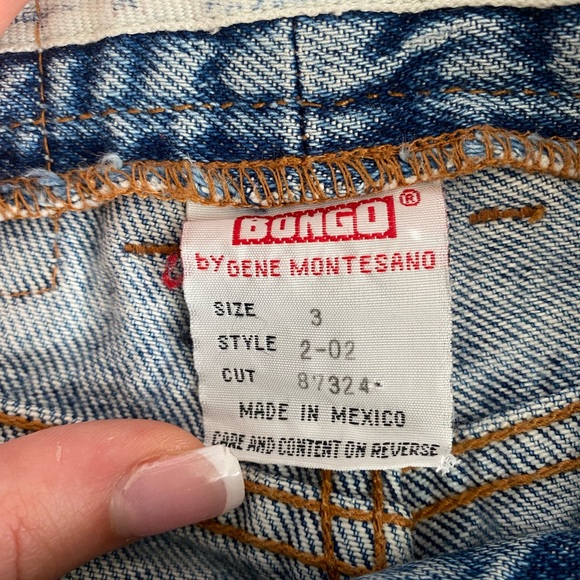 BONGO®
by GENE MONTESANO
SIZE 3
STYLE 2-02
CUT 87324-
MADE IN MEXICO
CARE AND CONTENT ON REVERSE